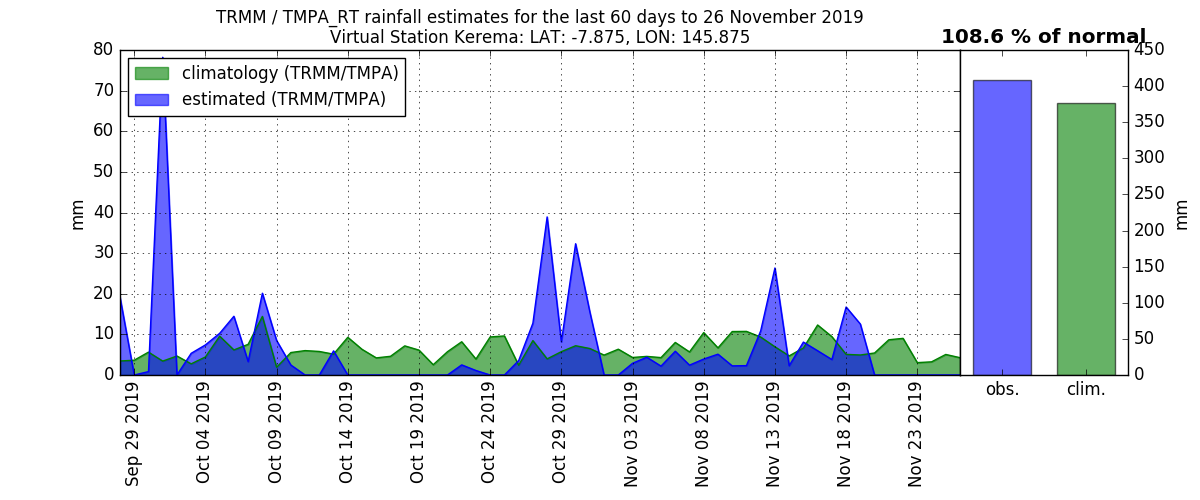 TRMM / TMPA_RT rainfall estimates for the last 60 days to 26 November 2019
Virtual Station Kerema: LAT: -7.875, LON: 145.875
108.6 % of normal
climatology (TRMM/TMPA)
estimated (TRMM/TMPA)
80
70
60
50
40
30
20
10
0
mm
Sep 29 2019
Oct 04 2019
Oct 09 2019
Oct 14 2019
Oct 19 2019
Oct 24 2019
Oct 29 2019
Nov 03 2019
Nov 08 2019
Nov 13 2019
Nov 18 2019
Nov 23 2019
obs.
clim.
450
400
350
300
250
200
150
100
50
0
mm